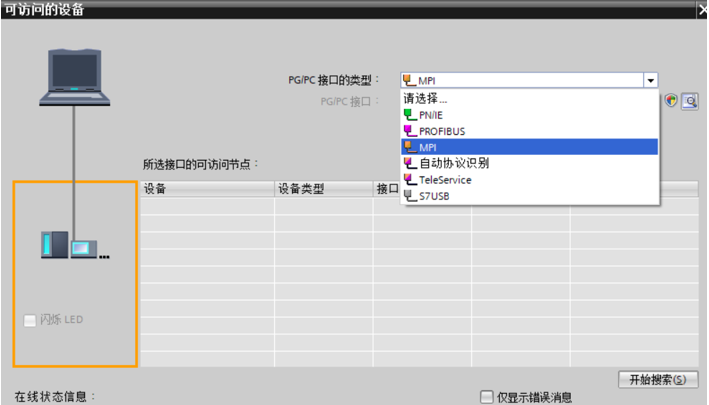 可访问的设备
PG/PC 接口的类型： MPI
PG/PC 接口：
请选择...
PN/IE
PROFIBUS
MPI
自动协议识别
TeleService
S7USB
所选接口的可访问节点：
设备 设备类型 接口
...
闪烁 LED
开始搜索(S)
在线状态信息： 仅显示错误消息